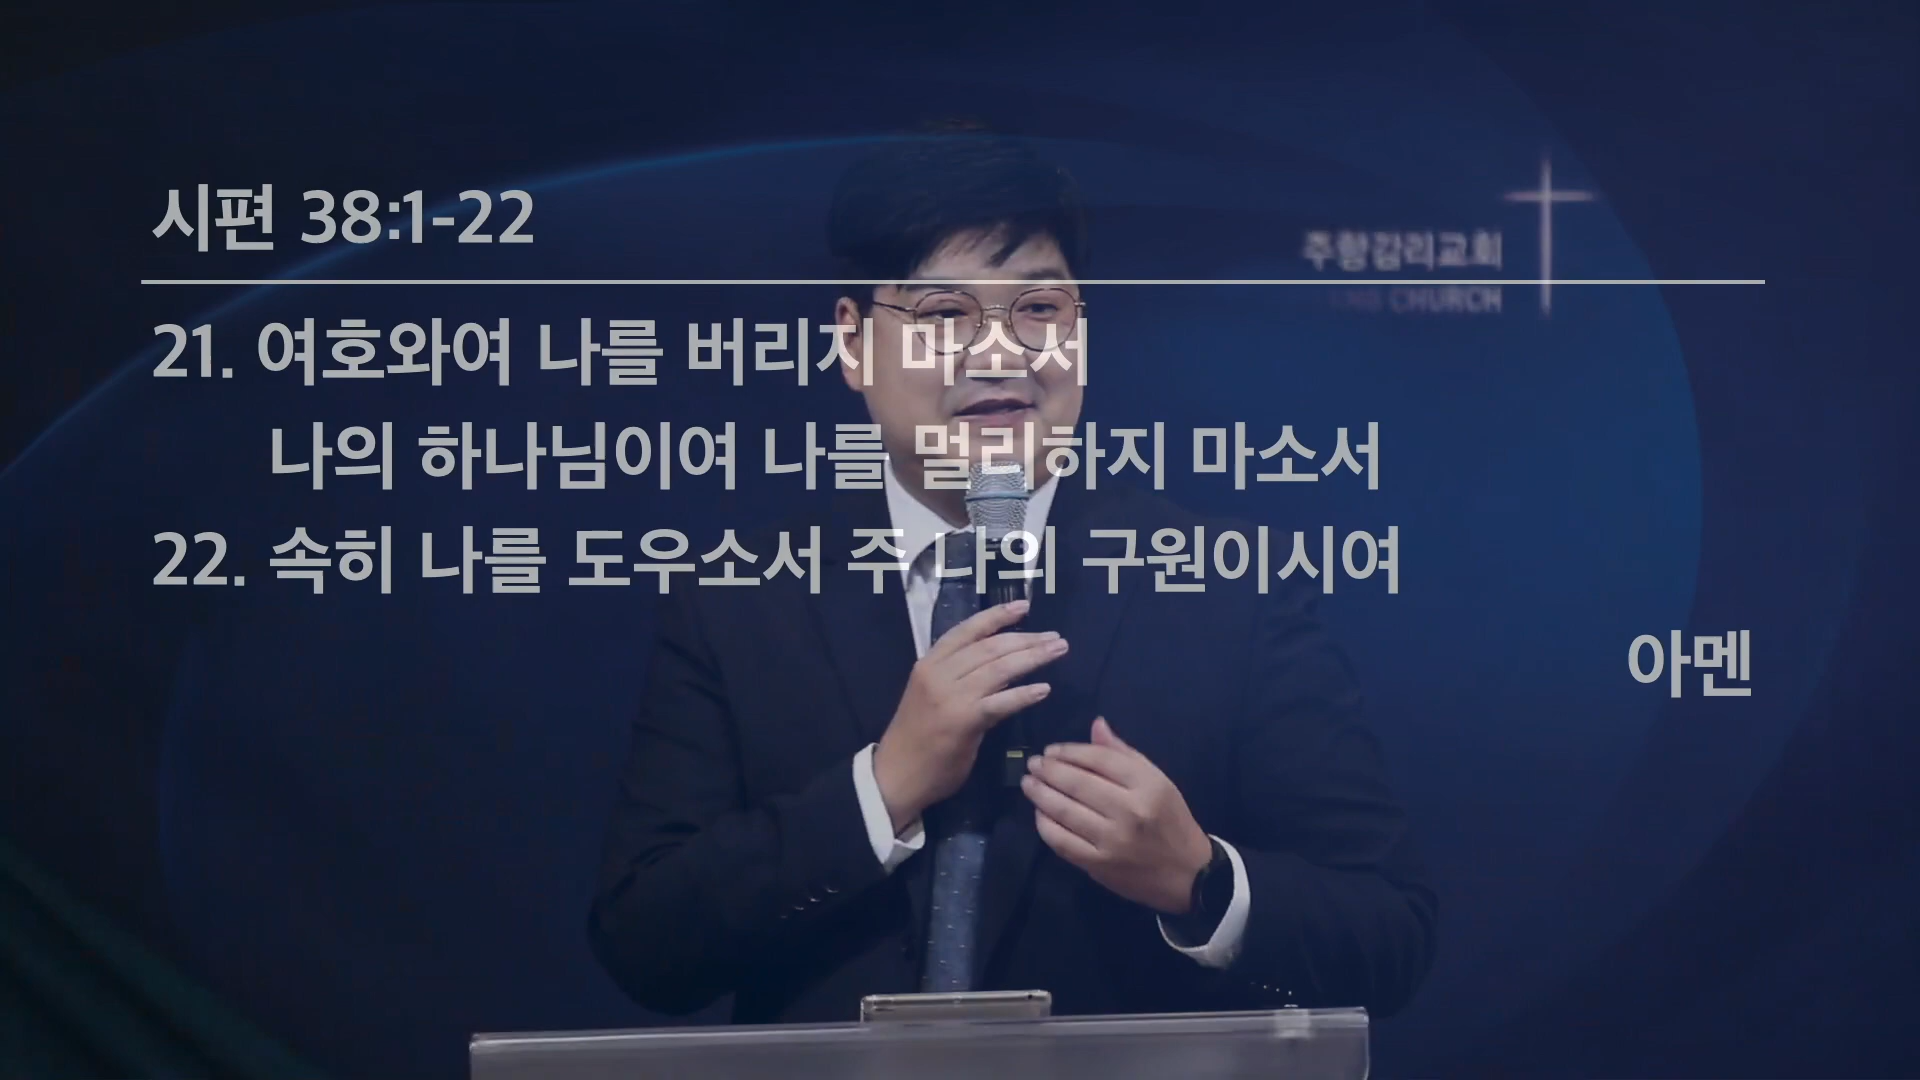 시편 38:1-22
주향감리교회
CHURCH
21. 여호와여 나를 버리지 마소서
나의 하나님이여 나를 멀리하지 마소서
22. 속히 나를 도우소서 주 나의 구원이시여
아멘